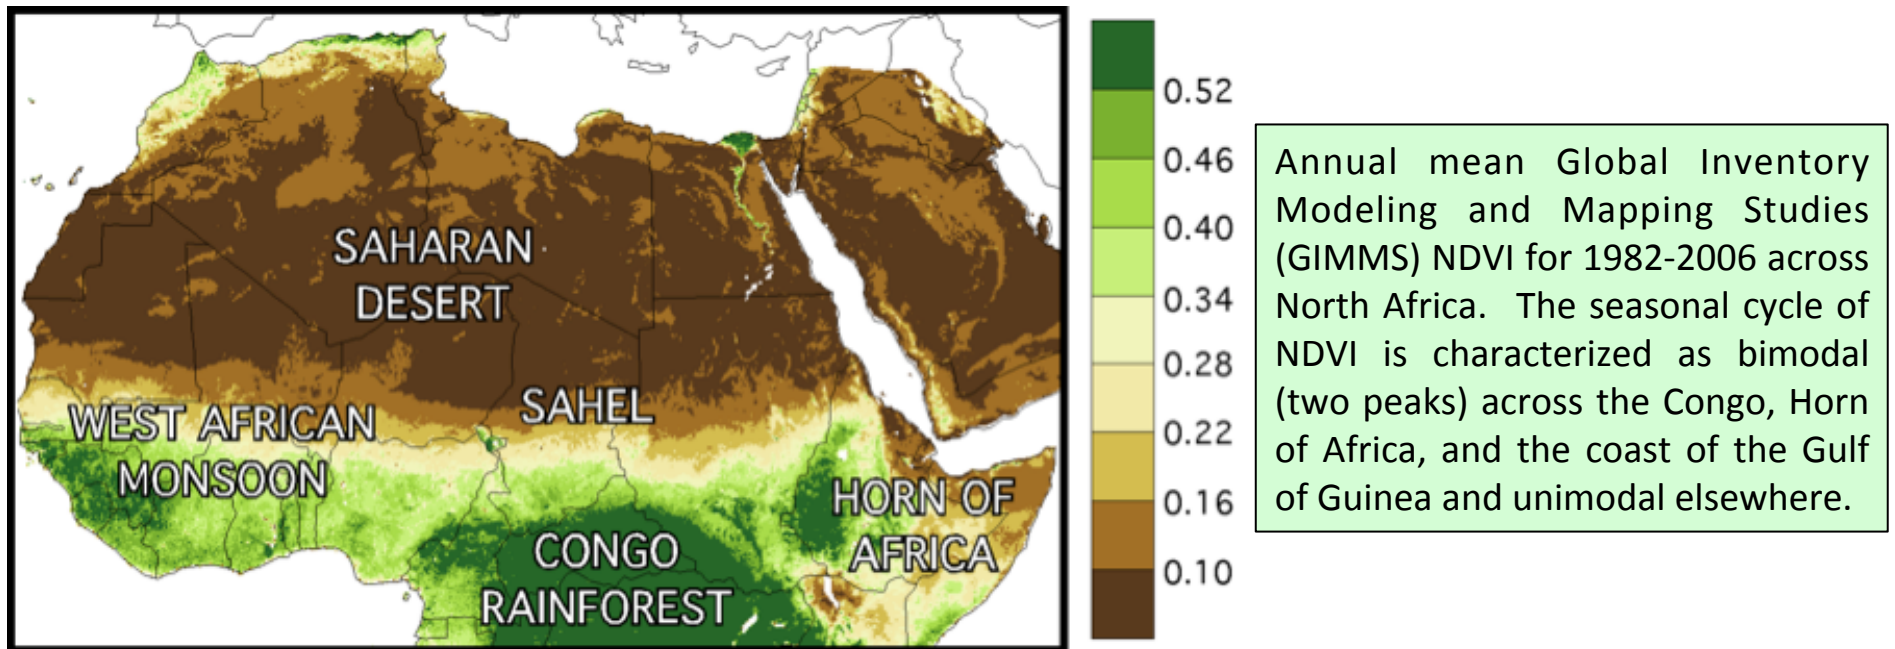 SAHARAN
DESERT
SAHEL
WEST AFRICAN
MONSOON
HORN OF
AFRICA
CONGO
RAINFOREST
0.52
0.46
0.40
0.34
0.28
0.22
0.16
0.10
Annual mean Global Inventory
Modeling and Mapping Studies
(GIMMS) NDVI for 1982-2006 across
North Africa. The seasonal cycle of
NDVI is characterized as bimodal
(two peaks) across the Congo, Horn
of Africa, and the coast of the Gulf
of Guinea and unimodal elsewhere.